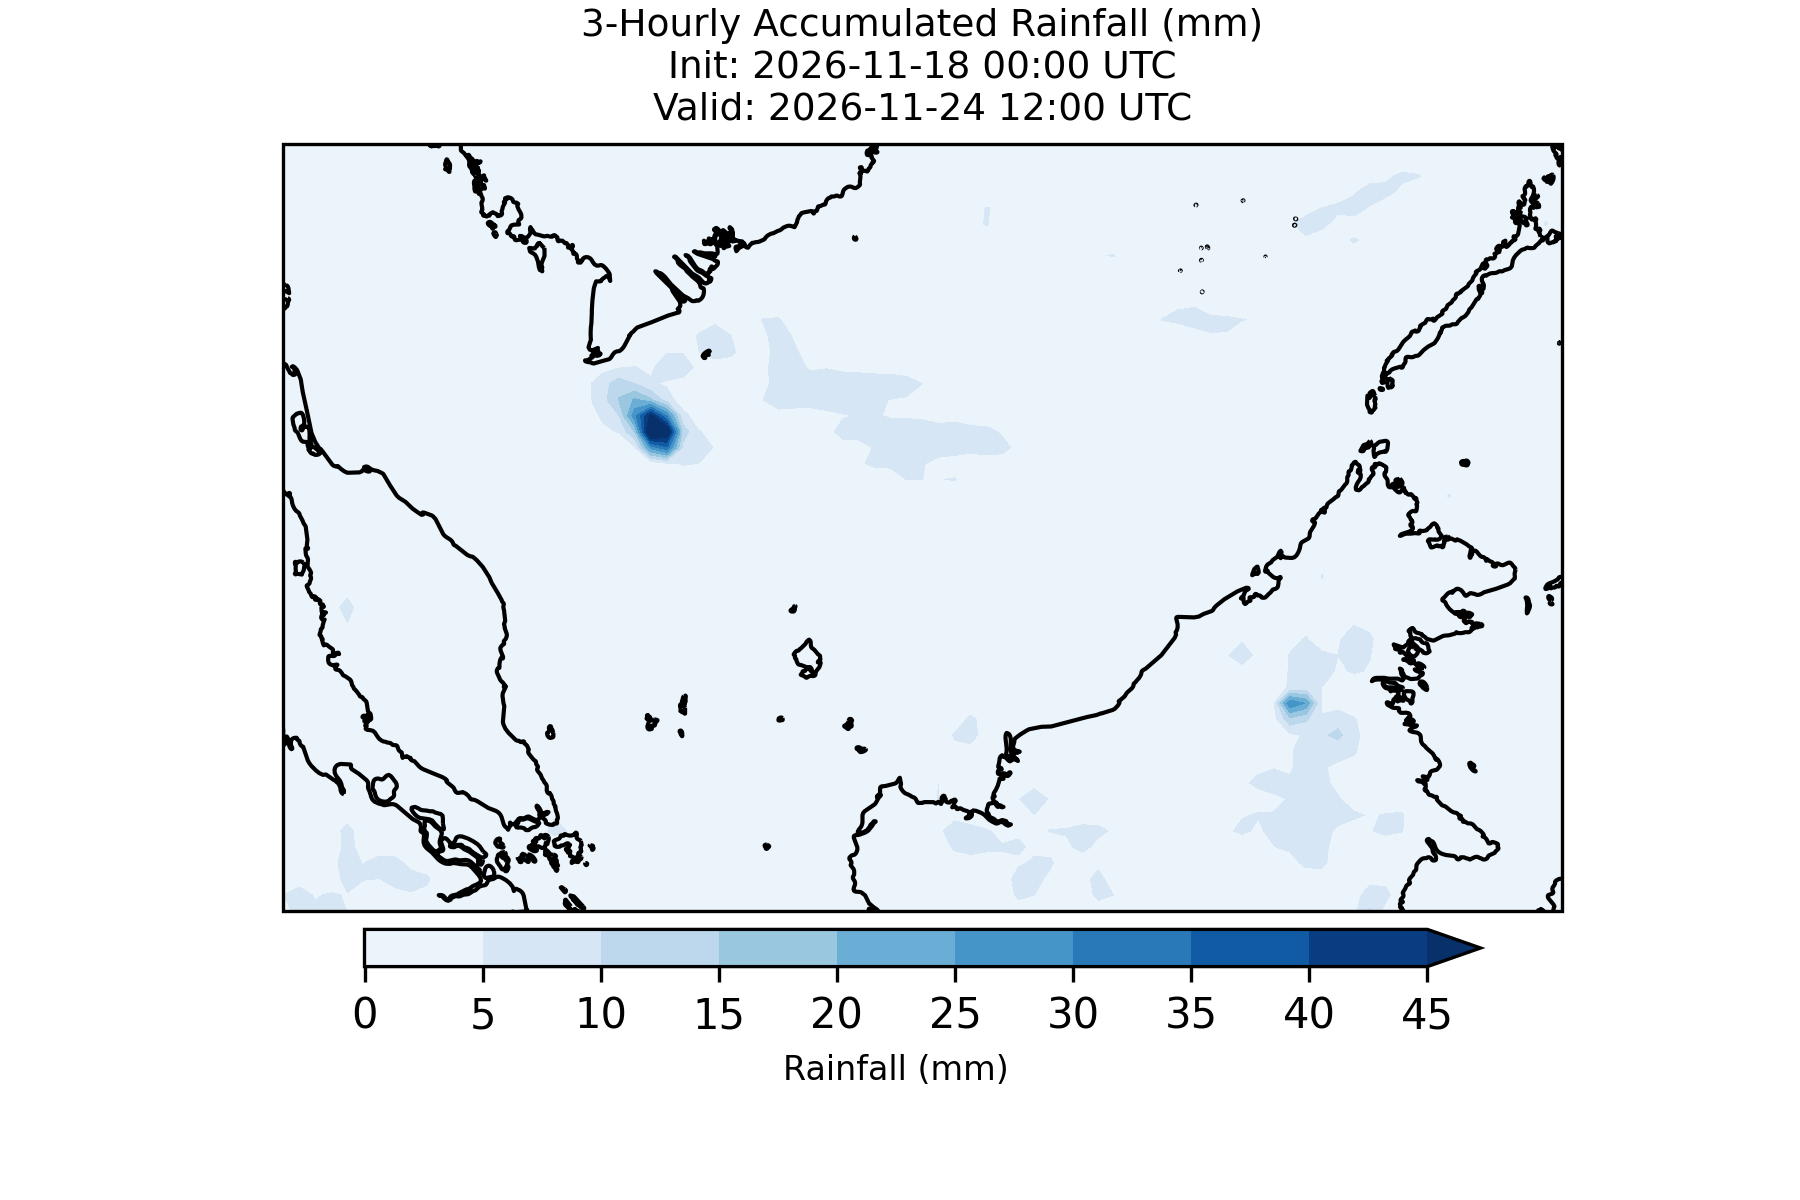 3-Hourly Accumulated Rainfall (mm)
Init: 2026-11-18 00:00 UTC
Valid: 2026-11-24 12:00 UTC
0 5 10 15 20 25 30 35 40 45
Rainfall (mm)